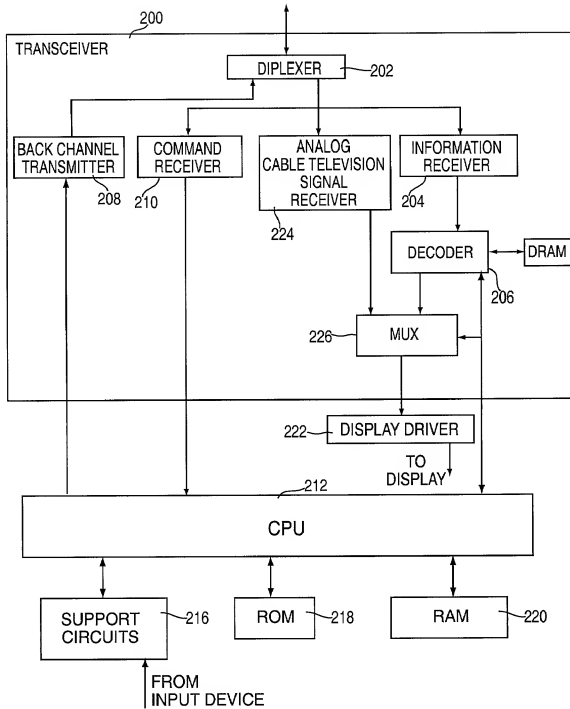 200
TRANSCEIVER
DIPLEXER
202
BACK CHANNEL
TRANSMITTER
208
COMMAND
RECEIVER
210
ANALOG
CABLE TELEVISION
SIGNAL
RECEIVER
224
INFORMATION
RECEIVER
204
DECODER
206
DRAM
226
MUX
222
DISPLAY DRIVER
TO
DISPLAY
212
CPU
SUPPORT
CIRCUITS
216
ROM
218
RAM
220
FROM
INPUT DEVICE